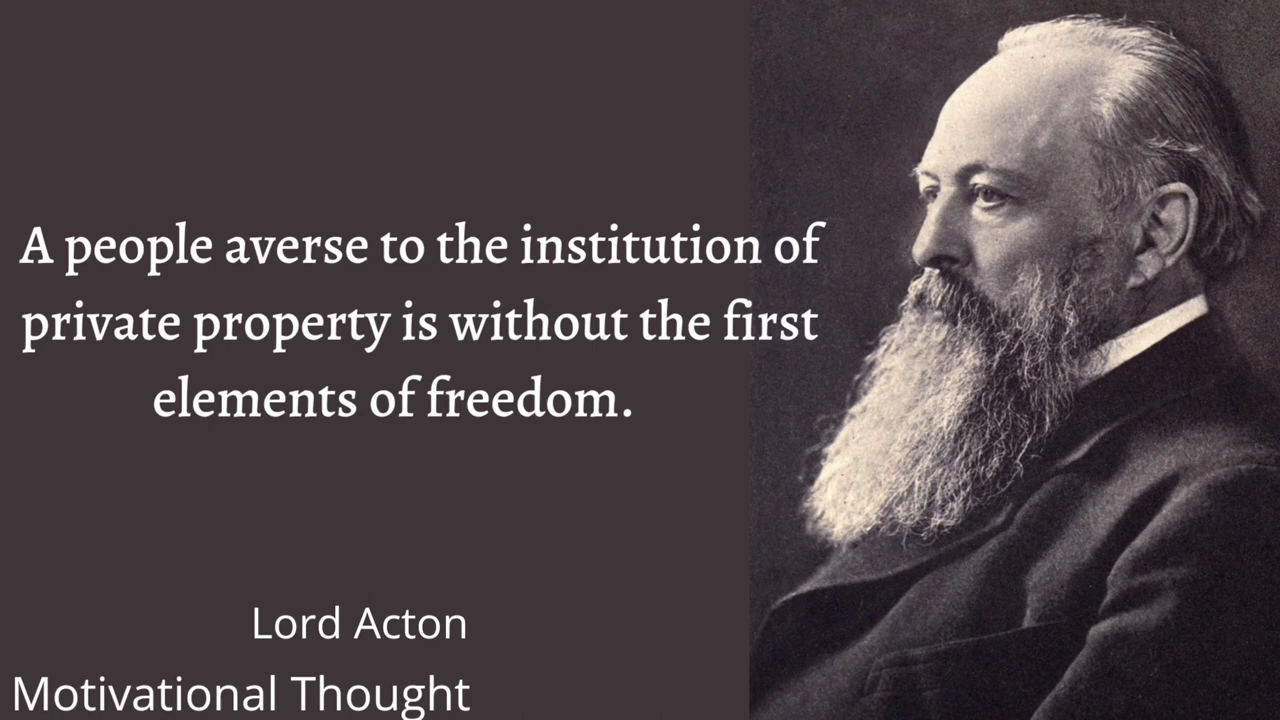 A people averse to the institution of
private property is without the first
elements of freedom.
Lord Acton
Motivational Thought